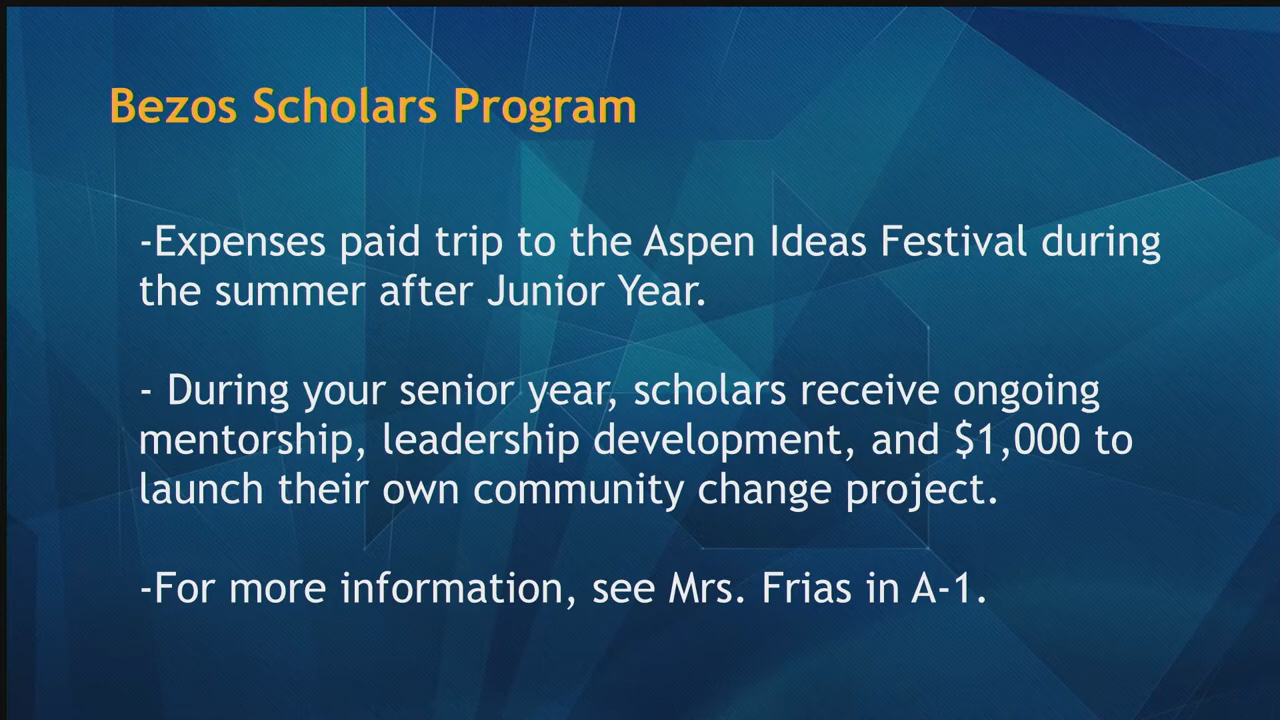 Bezos Scholars Program
-Expenses paid trip to the Aspen Ideas Festival during
the summer after Junior Year.
- During your senior year, scholars receive ongoing
mentorship, leadership development, and $1,000 to
launch their own community change project.
-For more information, see Mrs. Frias in A-1.